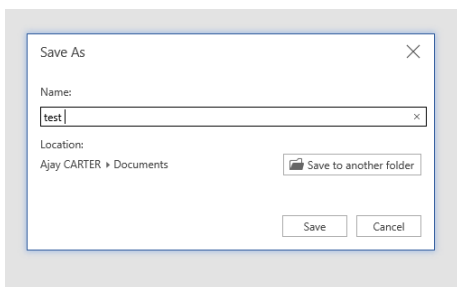 Save As
Name:
test
Location:
Ajay CARTER ▸ Documents
Save to another folder
Save Cancel